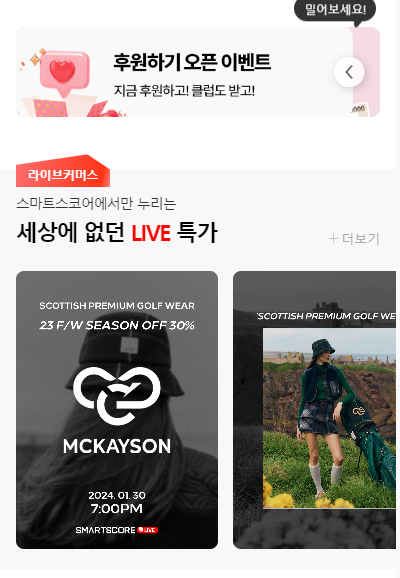 밀어보세요!
후원하기 오픈 이벤트
지금 후원하고! 클럽도 받고!
라이브커머스
스마트스코어에서만 누리는
세상에 없던 LIVE 특가
+ 더보기
SCOTTISH PREMIUM GOLF WEAR
23 F/W SEASON OFF 30%
MCKAYSON
2024. 01. 30
7:00PM
SMARTSCORE LIVE
'SCOTTISH PREMIUM GOLF WE